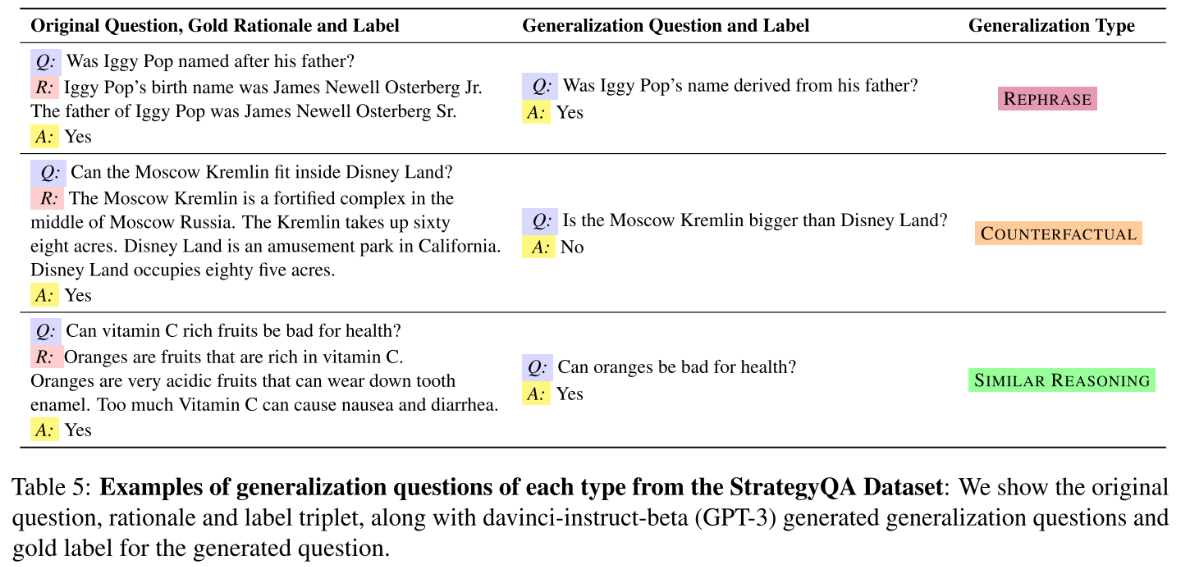 Original Question, Gold Rationale and Label
Generalization Question and Label
Generalization Type
Q: Was Iggy Pop named after his father?
R: Iggy Pop's birth name was James Newell Osterberg Jr.
The father of Iggy Pop was James Newell Osterberg Sr.
A: Yes
Q: Was Iggy Pop's name derived from his father?
A: Yes
REPHRASE
Q: Can the Moscow Kremlin fit inside Disney Land?
R: The Moscow Kremlin is a fortified complex in the
middle of Moscow Russia. The Kremlin takes up sixty
eight acres. Disney Land is an amusement park in California.
Disney Land occupies eighty five acres.
A: Yes
Q: Is the Moscow Kremlin bigger than Disney Land?
A: No
COUNTERFACTUAL
Q: Can vitamin C rich fruits be bad for health?
R: Oranges are fruits that are rich in vitamin C.
Oranges are very acidic fruits that can wear down tooth
enamel. Too much Vitamin C can cause nausea and diarrhea.
A: Yes
Q: Can oranges be bad for health?
A: Yes
SIMILAR REASONING
Table 5: Examples of generalization questions of each type from the StrategyQA Dataset: We show the original
question, rationale and label triplet, along with davinci-instruct-beta (GPT-3) generated generalization questions and
gold label for the generated question.